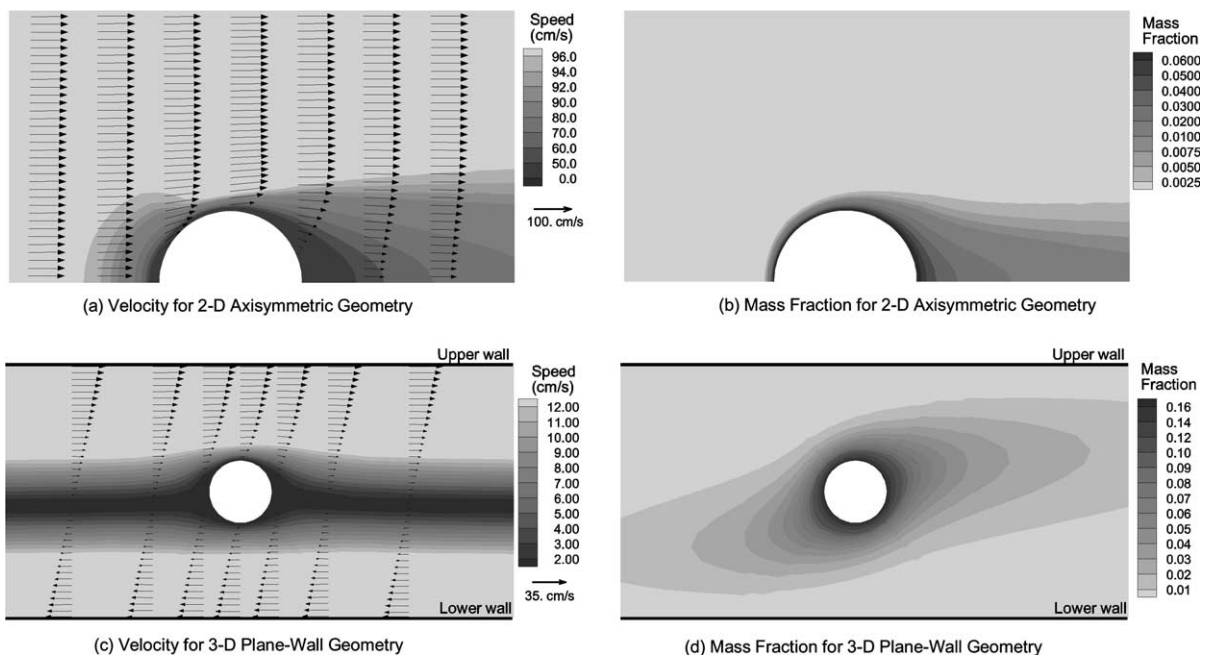 Speed
(cm/s)
96.0
94.0
92.0
90.0
80.0
70.0
60.0
50.0
0.0
100. cm/s
(a) Velocity for 2-D Axisymmetric Geometry
Mass
Fraction
0.0600
0.0500
0.0400
0.0300
0.0200
0.0100
0.0075
0.0050
0.0025
(b) Mass Fraction for 2-D Axisymmetric Geometry
Upper wall
Speed
(cm/s)
12.00
11.00
10.00
9.00
8.00
7.00
6.00
5.00
4.00
3.00
2.00
35. cm/s
Lower wall
(c) Velocity for 3-D Plane-Wall Geometry
Upper wall
Mass
Fraction
0.16
0.14
0.12
0.09
0.08
0.07
0.06
0.05
0.04
0.03
0.02
0.01
Lower wall
(d) Mass Fraction for 3-D Plane-Wall Geometry